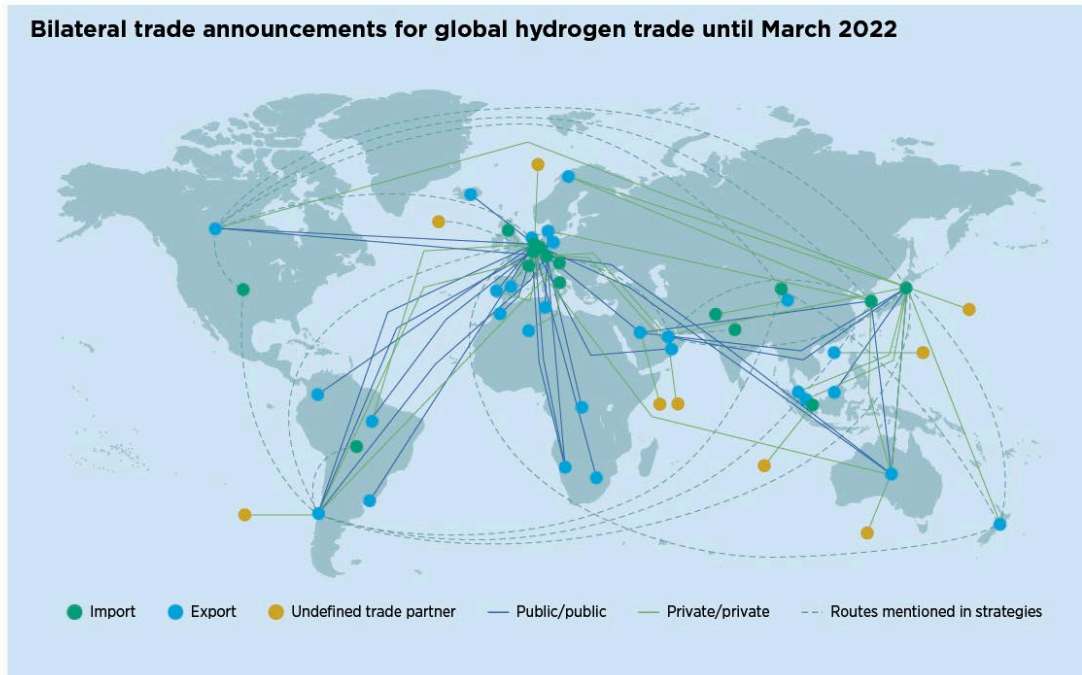 Bilateral trade announcements for global hydrogen trade until March 2022
Import Export Undefined trade partner Public/public Private/private Routes mentioned in strategies